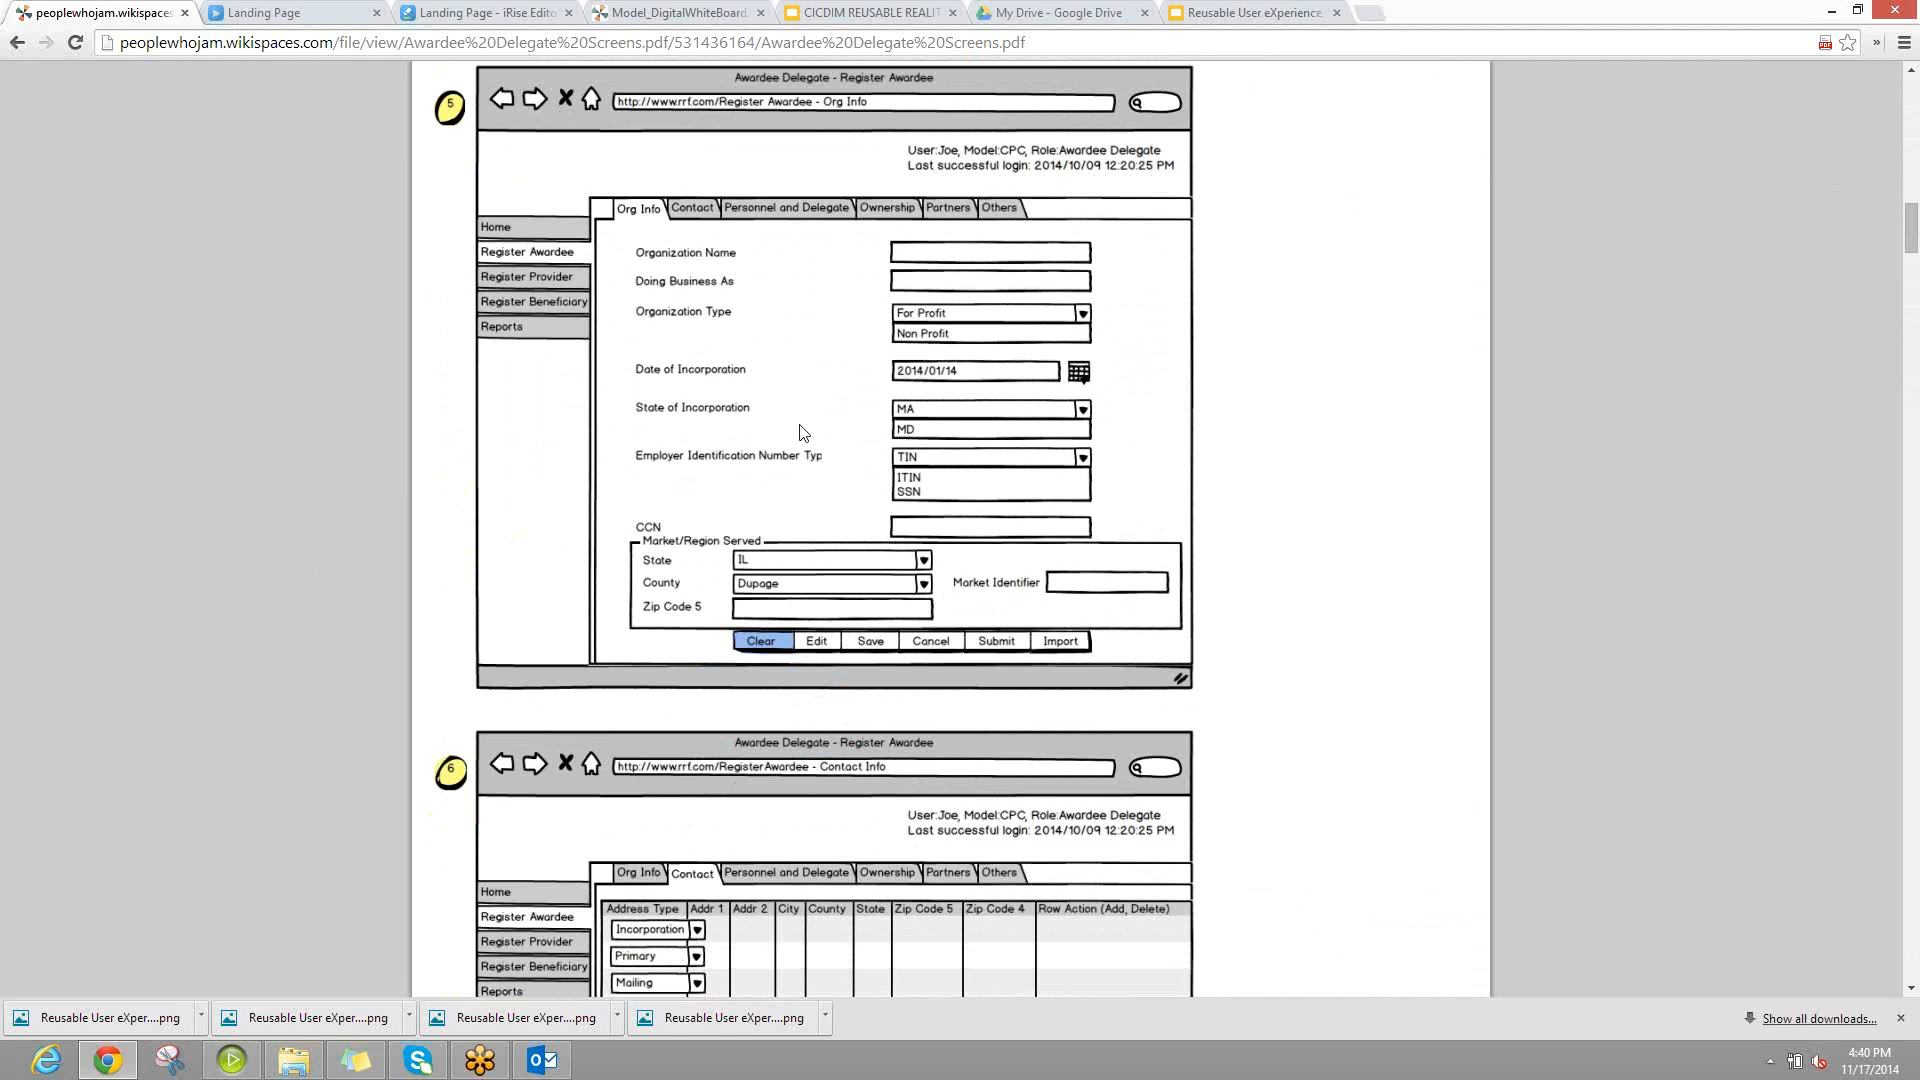 peoplewhojam.wikispaces
Landing Page
Landing Page - iRise Edito
Model_DigitalWhiteBoard
CICDIM REUSABLE REALIT
My Drive - Google Drive
Reusable User eXperience
peoplewhojam.wikispaces.com/file/view/Awardee%20Delegate%20Screens.pdf/531436164/Awardee%20Delegate%20Screens.pdf
5
Awardee Delegate - Register Awardee
http://www.rrf.com/Register Awardee - Org Info
User:Joe, Model:CPC, Role:Awardee Delegate
Last successful login: 2014/10/09 12:20:25 PM
Org Info Contact Personnel and Delegate Ownership Partners Others
Home
Register Awardee
Register Provider
Register Beneficiary
Reports
Organization Name
Doing Business As
Organization Type For Profit
Non Profit
Date of Incorporation 2014/01/14
State of Incorporation MA
MD
Employer Identification Number Typ TIN
ITIN
SSN
CCN
Market/Region Served
State IL
County Dupage Market Identifier
Zip Code 5
Clear Edit Save Cancel Submit Import
6
Awardee Delegate - Register Awardee
http://www.rrf.com/RegisterAwardee - Contact Info
User:Joe, Model:CPC, Role:Awardee Delegate
Last successful login: 2014/10/09 12:20:25 PM
Org Info Contact Personnel and Delegate Ownership Partners Others
Home
Register Awardee
Register Provider
Register Beneficiary
Reports
Address Type Addr 1 Addr 2 City County State Zip Code 5 Zip Code 4 Row Action (Add, Delete)
Incorporation
Primary
Mailing
Reusable User eXper....png
Reusable User eXper....png
Reusable User eXper....png
Reusable User eXper....png
Show all downloads...
4:40 PM
11/17/2014